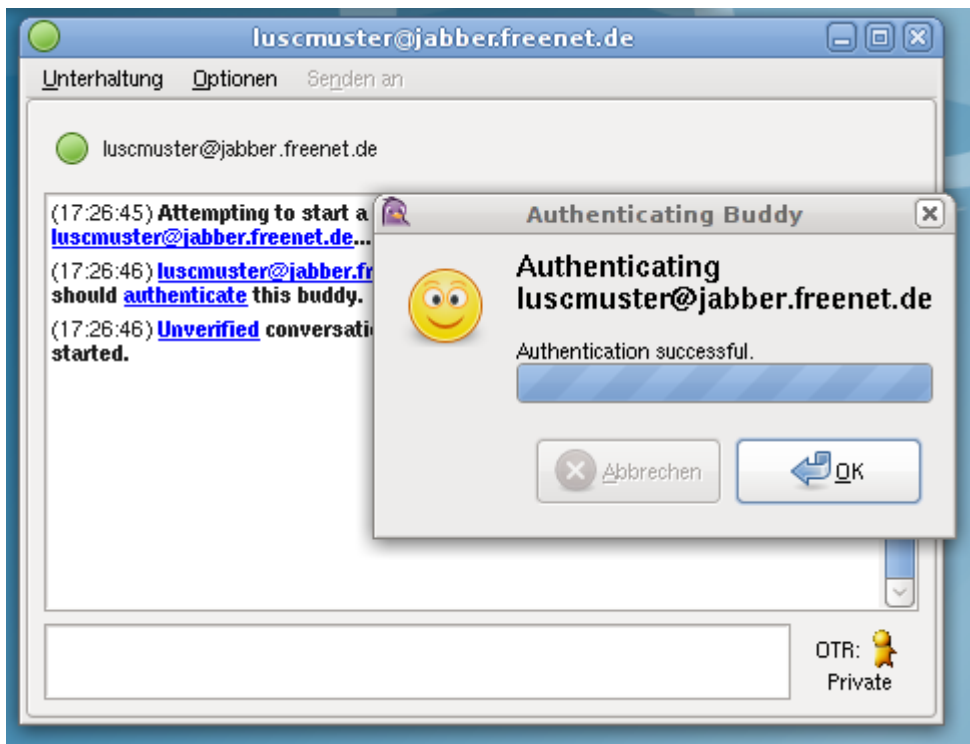 luscmuster@jabber.freenet.de
Unterhaltung Optionen Senden an
luscmuster@jabber.freenet.de
(17:26:45) Attempting to start a
luscmuster@jabber.freenet.de...
(17:26:46) luscmuster@jabber.fr
should authenticate this buddy.
(17:26:46) Unverified conversati
started.
Authenticating Buddy
Authenticating
luscmuster@jabber.freenet.de
Authentication successful.
Abbrechen OK
OTR:
Private